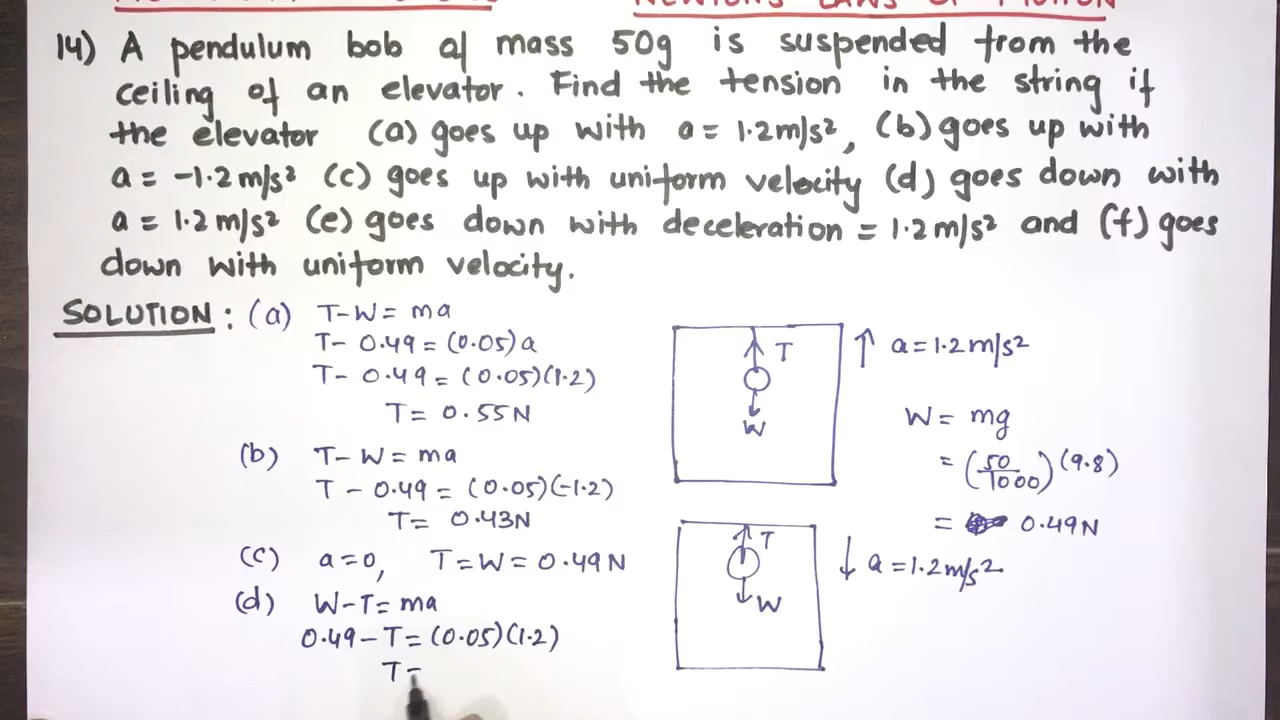 NEWTON'S LAWS OF MOTION
14) A pendulum bob of mass 50g is suspended from the
ceiling of an elevator. Find the tension in the string if
the elevator (a) goes up with a = 1.2m/s², (b) goes up with
a = -1.2 m/s² (c) goes up with uniform velocity (d) goes down with
a = 1.2 m/s² (e) goes down with deceleration = 1.2 m/s² and (f) goes
down with uniform velocity.
SOLUTION: (a) T-W = ma
T- 0.49 = (0.05)a
T- 0.49 = (0.05)(1.2)
T = 0.55N
(b) T-W = ma
T - 0.49 = (0.05)(-1.2)
T = 0.43N
(c) a=0, T=W= 0.49N
(d) W-T = ma
0.49 - T = (0.05)(1.2)
T =
T
W
↑ a = 1.2 m/s²
W = mg
= (50/1000) (9.8)
= 0.49N
T
W
↓ a = 1.2m/s²